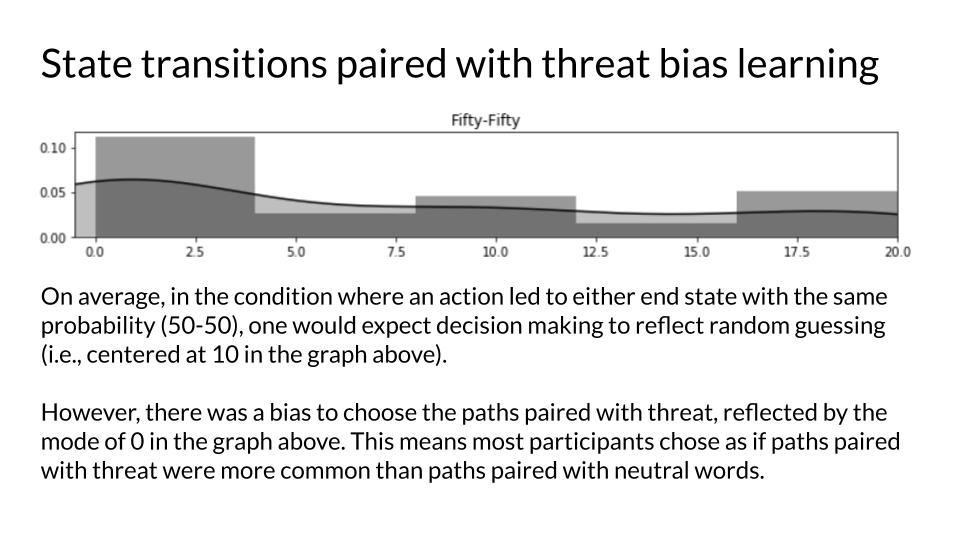 State transitions paired with threat bias learning
Fifty-Fifty
0.10
0.05
0.00
0.0 2.5 5.0 7.5 10.0 12.5 15.0 17.5 20.0
On average, in the condition where an action led to either end state with the same
probability (50-50), one would expect decision making to reflect random guessing
(i.e., centered at 10 in the graph above).
However, there was a bias to choose the paths paired with threat, reflected by the
mode of 0 in the graph above. This means most participants chose as if paths paired
with threat were more common than paths paired with neutral words.